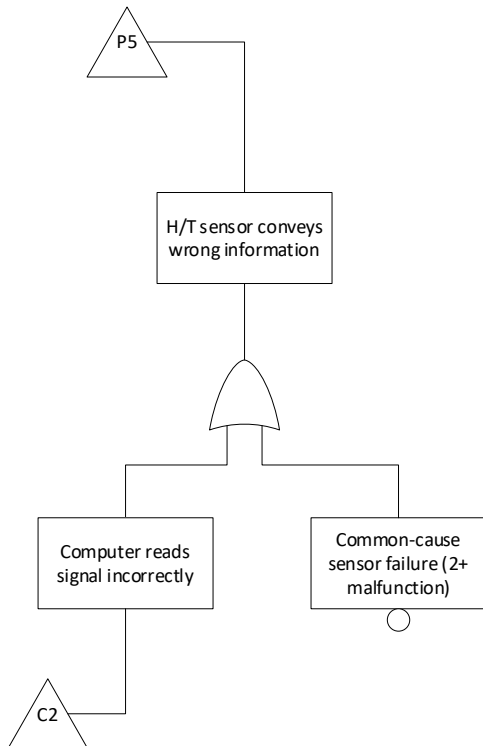 P5
H/T sensor conveys
wrong information
Computer reads
signal incorrectly
Common-cause
sensor failure (2+
malfunction)
C2